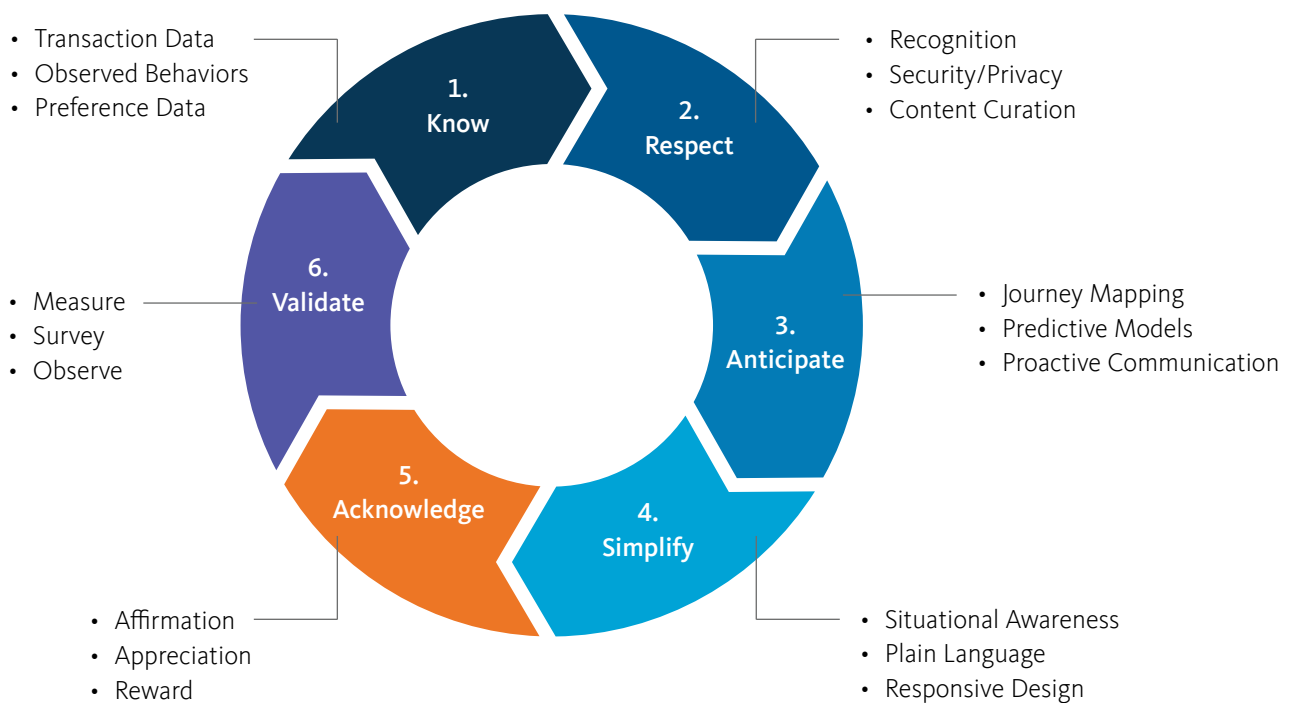 1.
Know
• Transaction Data
• Observed Behaviors
• Preference Data
2.
Respect
• Recognition
• Security/Privacy
• Content Curation
3.
Anticipate
• Journey Mapping
• Predictive Models
• Proactive Communication
4.
Simplify
• Situational Awareness
• Plain Language
• Responsive Design
5.
Acknowledge
• Affirmation
• Appreciation
• Reward
6.
Validate
• Measure
• Survey
• Observe